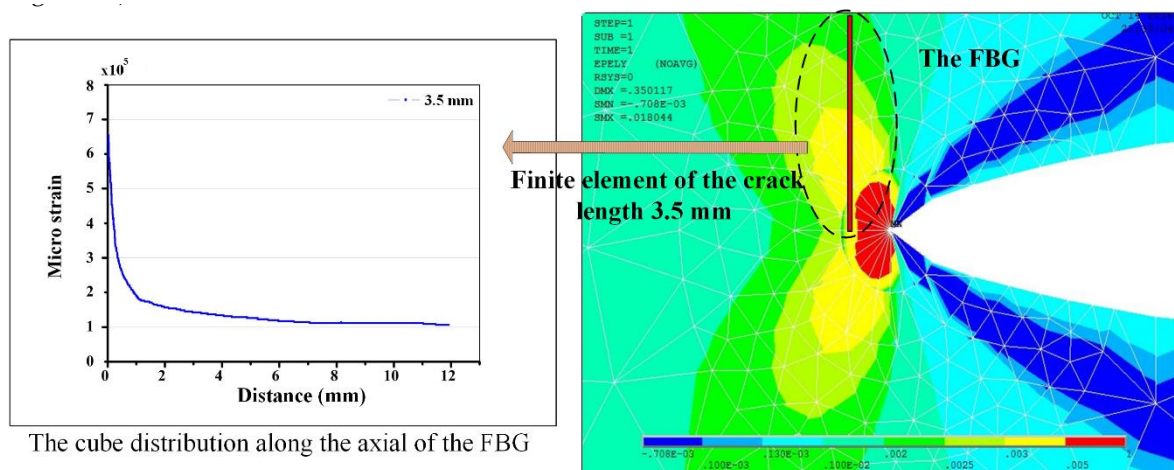 x10⁵
8
7
6
5
4
3
2
1
0
Micro strain
3.5 mm
0 2 4 6 8 10 12
Distance (mm)
The cube distribution along the axial of the FBG
STEP=1
SUB =1
TIME=1
EPELY (NOAVG)
RSYS=0
DMX =.350117
SMN =-.708E-03
SMX =.018044
The FBG
Finite element of the crack
length 3.5 mm
-.708E-03 .130E-03 .002 .003 1
.100E-03 .100E-02 .0025 .005